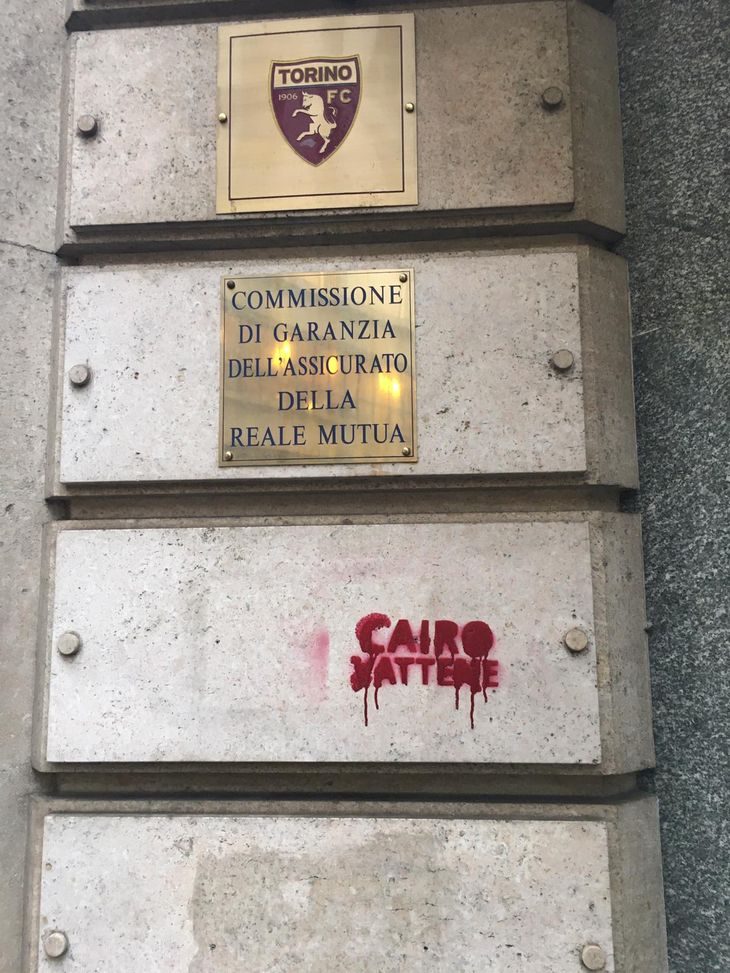 TORINO
1906 FC
COMMISSIONE
DI GARANZIA
DELL'ASSICURATO
DELLA
REALE MUTUA
CAIRO
VATTENE